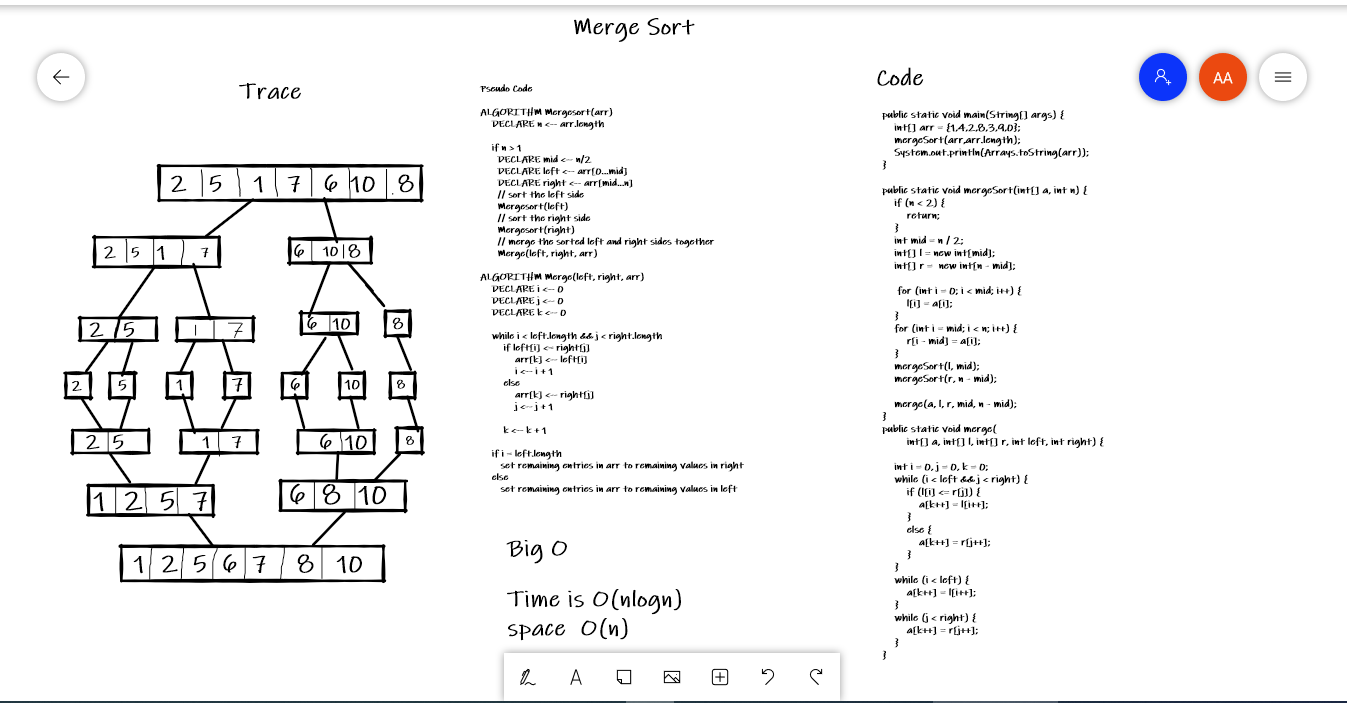 Merge Sort
AA
Trace
2 5 1 7 6 10 8
2 5 1 7
6 10 8
2 5
1 7
6 10
8
2
5
1
7
6
10
8
2 5
1 7
6 10
8
1 2 5 7
6 8 10
1 2 5 6 7 8 10
Pseudo Code
ALGORITHM Mergesort(arr)
DECLARE n <-- arr.length
if n > 1
DECLARE mid <-- n/2
DECLARE left <-- arr[0...mid]
DECLARE right <-- arr[mid...n]
// sort the left side
Mergesort(left)
// sort the right side
Mergesort(right)
// merge the sorted left and right sides together
Merge(left, right, arr)
ALGORITHM Merge(left, right, arr)
DECLARE i <-- 0
DECLARE j <-- 0
DECLARE k <-- 0
while i < left.length && j < right.length
if left[i] <= right[j]
arr[k] <-- left[i]
i <-- i + 1
else
arr[k] <-- right[j]
j <-- j + 1
k <-- k + 1
if i = left.length
set remaining entries in arr to remaining values in right
else
set remaining entries in arr to remaining values in left
Big O
Time is O(nlogn)
space O(n)
A
Code
public static void main(String[] args) {
int[] arr = {1,4,2,8,3,9,0};
mergeSort(arr,arr.length);
System.out.println(Arrays.toString(arr));
}
public static void mergeSort(int[] a, int n) {
if (n < 2) {
return;
}
int mid = n / 2;
int[] l = new int[mid];
int[] r = new int[n - mid];
for (int i = 0; i < mid; i++) {
l[i] = a[i];
}
for (int i = mid; i < n; i++) {
r[i - mid] = a[i];
}
mergeSort(l, mid);
mergeSort(r, n - mid);
merge(a, l, r, mid, n - mid);
}
public static void merge(
int[] a, int[] l, int[] r, int left, int right) {
int i = 0, j = 0, k = 0;
while (i < left && j < right) {
if (l[i] <= r[j]) {
a[k++] = l[i++];
}
else {
a[k++] = r[j++];
}
}
while (i < left) {
a[k++] = l[i++];
}
while (j < right) {
a[k++] = r[j++];
}
}